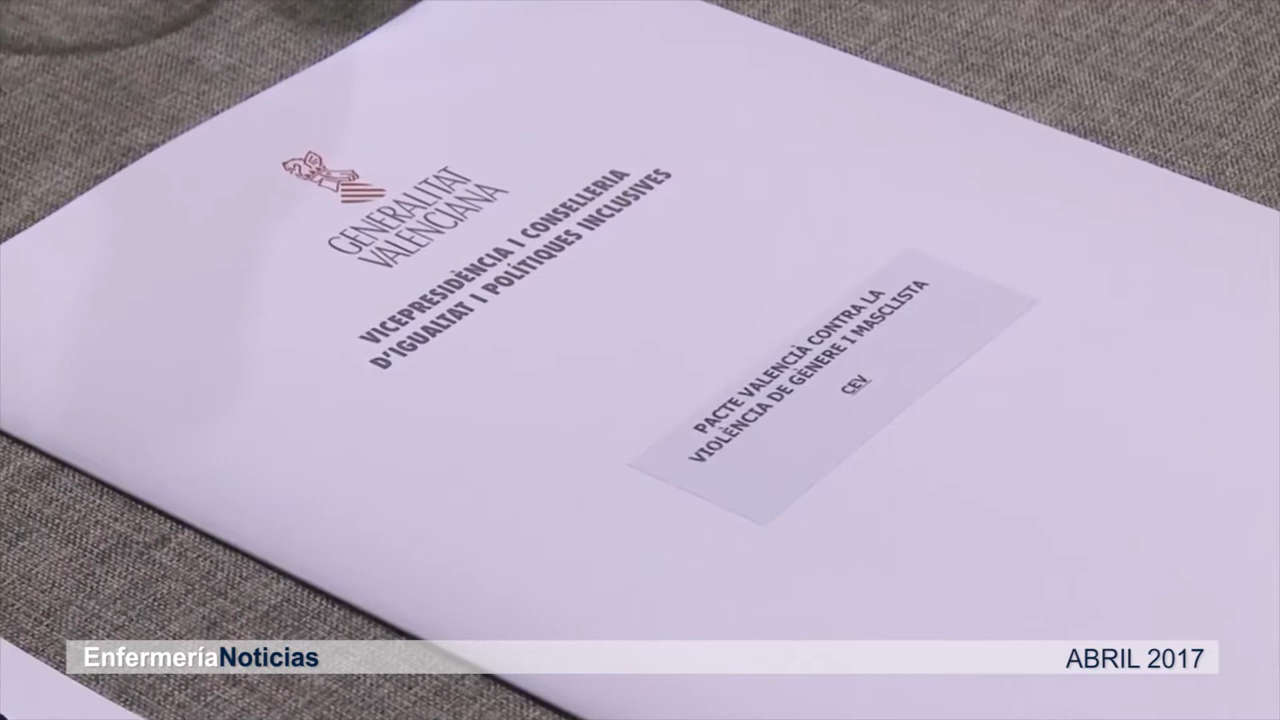 GENERALITAT
VALENCIANA
VICEPRESIDÈNCIA I CONSELLERIA
D'IGUALTAT I POLÍTIQUES INCLUSIVES
PACTE VALENCIÀ CONTRA LA
VIOLÈNCIA DE GÈNERE I MASCLISTA
CEV
EnfermeríaNoticias
ABRIL 2017